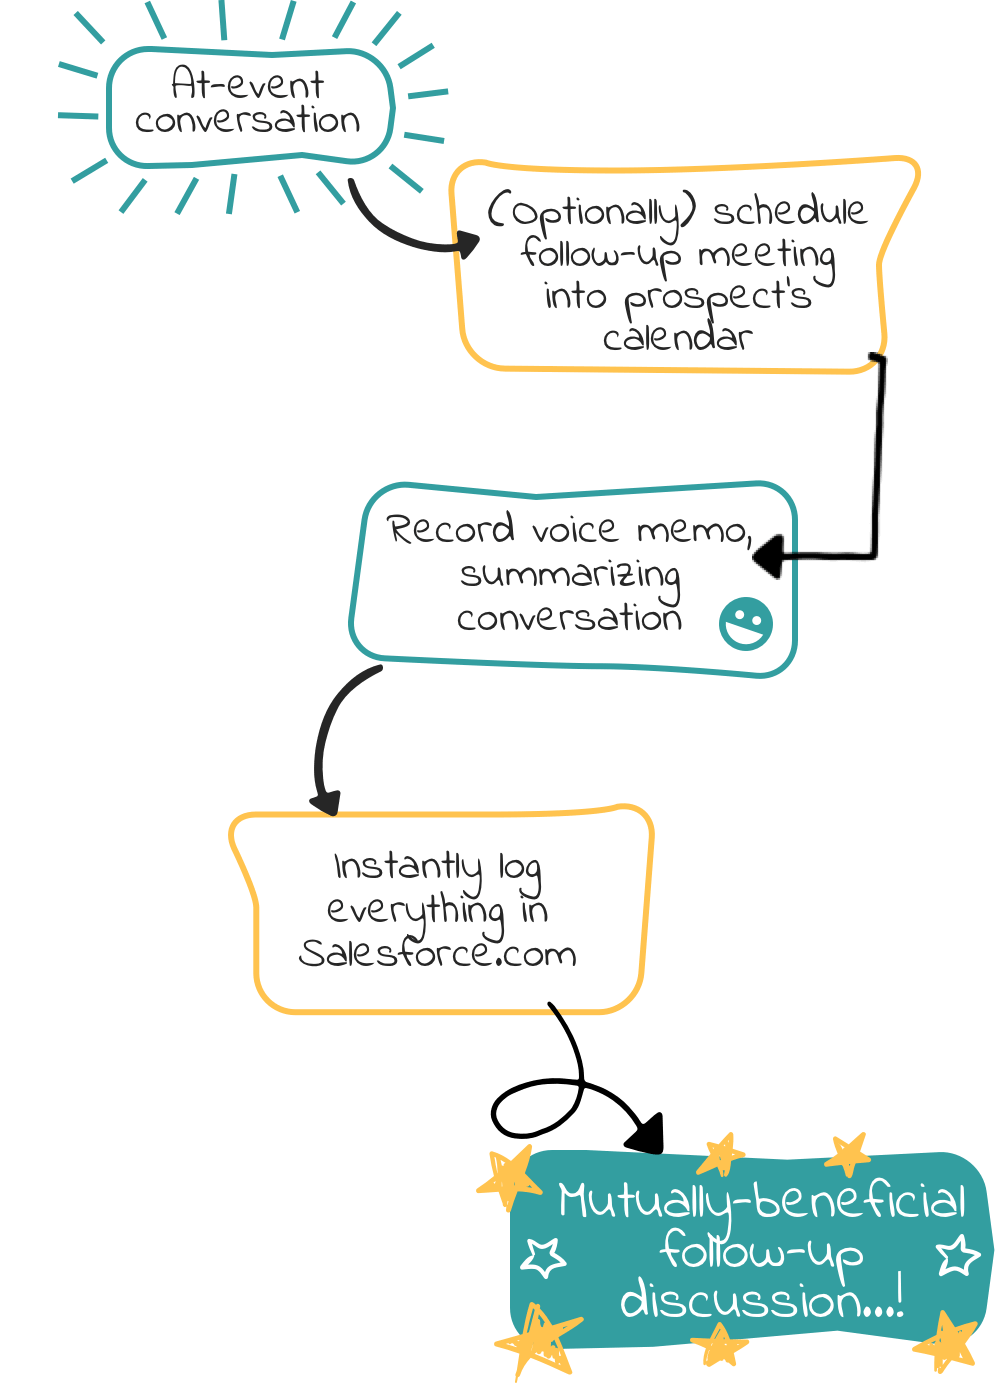 At-event
conversation
(Optionally) schedule
follow-up meeting
into prospect's
calendar
Record voice memo,
summarizing
conversation
Instantly log
everything in
Salesforce.com
Mutually-beneficial
follow-up
discussion...!